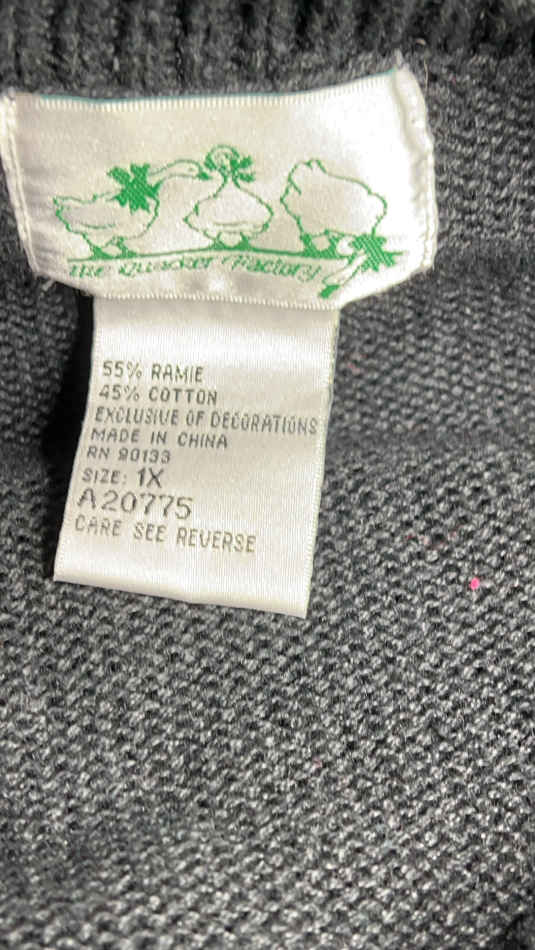 The Quacker Factory
55% RAMIE
45% COTTON
EXCLUSIVE OF DECORATIONS
MADE IN CHINA
RN 90133
SIZE: 1X
A20775
CARE SEE REVERSE